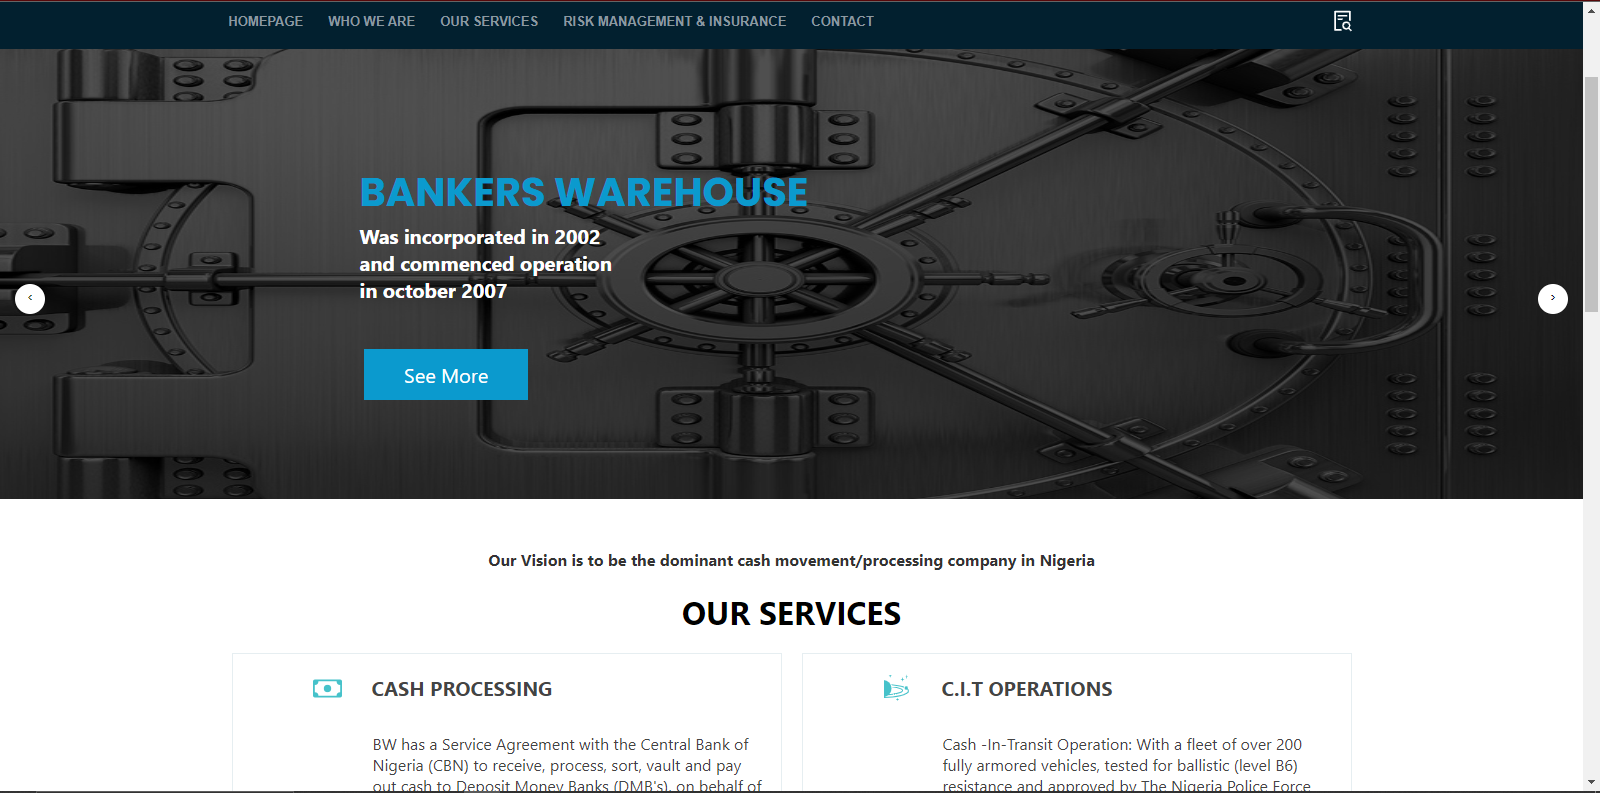 HOMEPAGE WHO WE ARE OUR SERVICES RISK MANAGEMENT & INSURANCE CONTACT
BANKERS WAREHOUSE
Was incorporated in 2002
and commenced operation
in october 2007
See More
Our Vision is to be the dominant cash movement/processing company in Nigeria
OUR SERVICES
CASH PROCESSING
BW has a Service Agreement with the Central Bank of
Nigeria (CBN) to receive, process, sort, vault and pay
out cash to Deposit Money Banks (DMB's), on behalf of
C.I.T OPERATIONS
Cash -In-Transit Operation: With a fleet of over 200
fully armored vehicles, tested for ballistic (level B6)
resistance and approved by The Nigeria Police Force